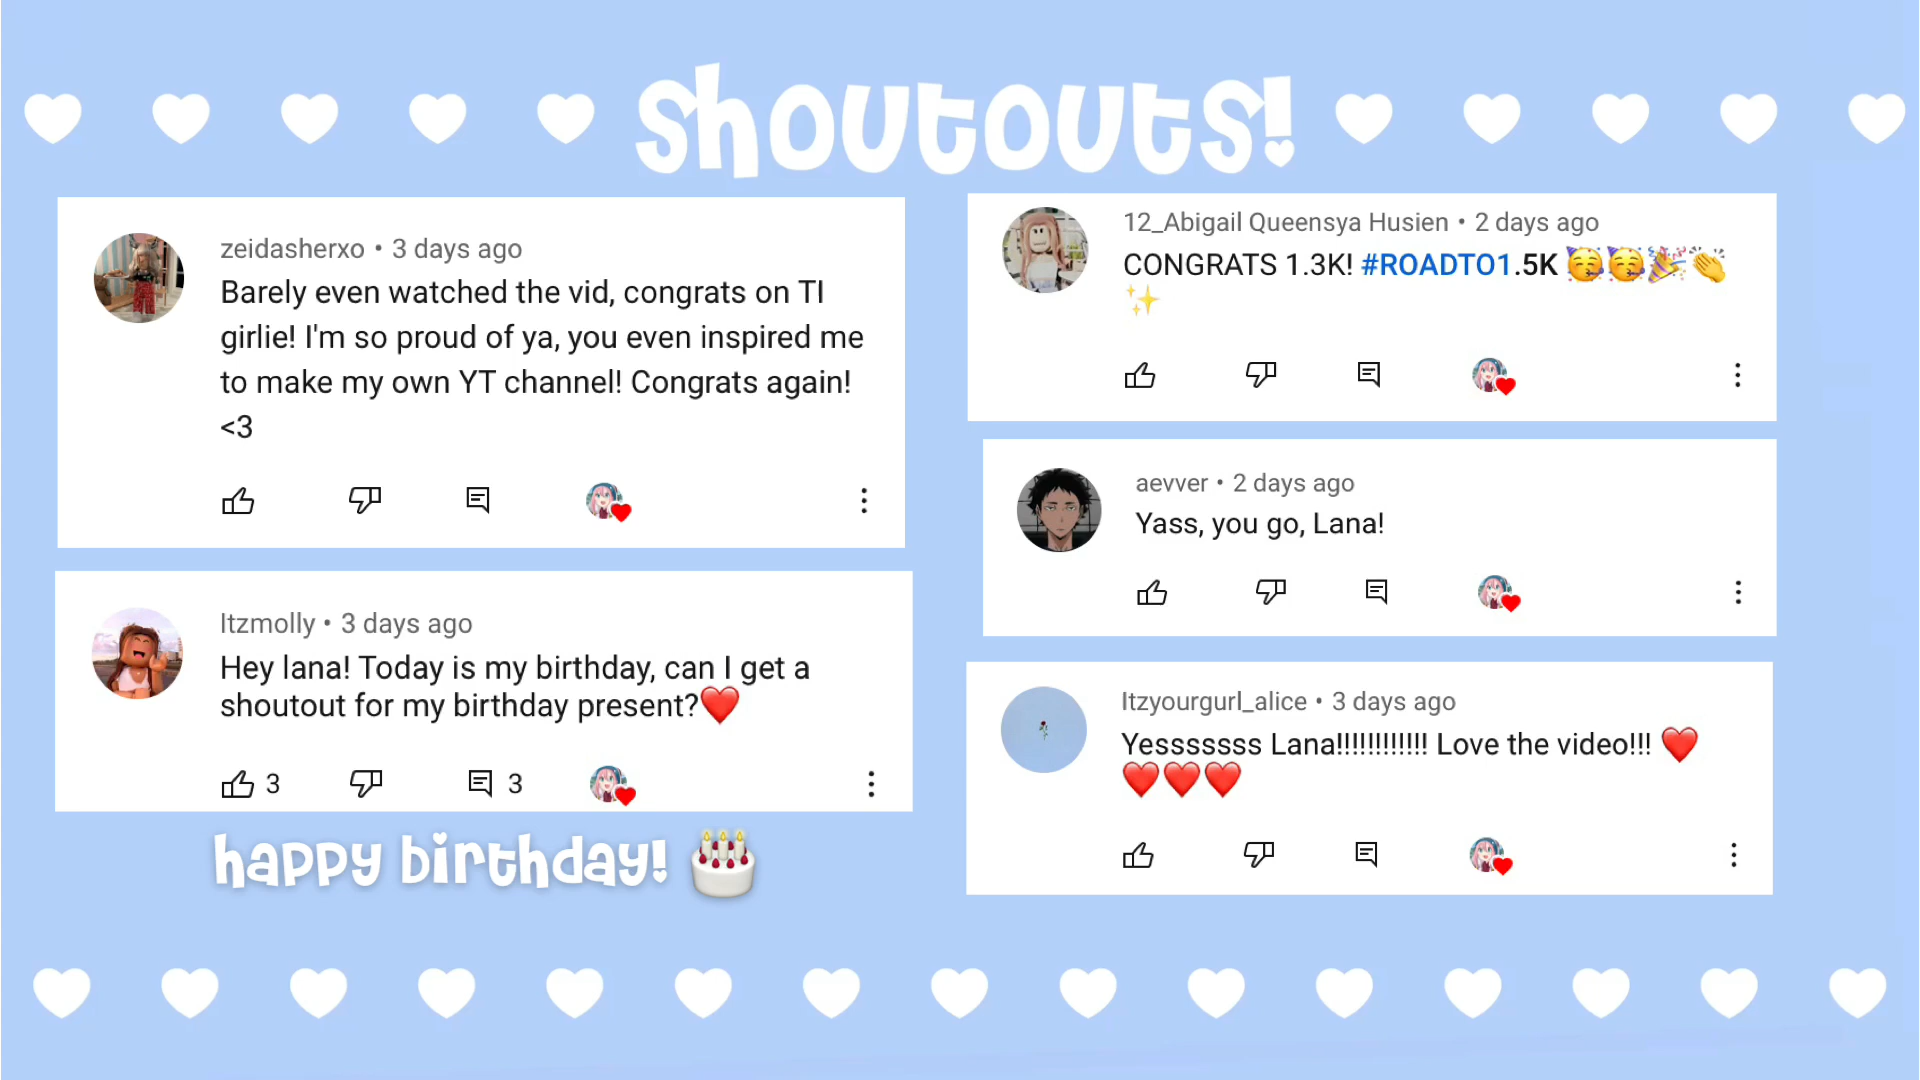 shoutouts!
zeidasherxo • 3 days ago
Barely even watched the vid, congrats on TI
girlie! I'm so proud of ya, you even inspired me
to make my own YT channel! Congrats again!
<3
Itzmolly • 3 days ago
Hey lana! Today is my birthday, can I get a
shoutout for my birthday present?❤️
3 3
happy birthday! 🎂
12_Abigail Queensya Husien • 2 days ago
CONGRATS 1.3K! #ROADTO1.5K 🥳🥳🎉👏
✨
aevver • 2 days ago
Yass, you go, Lana!
Itzyourgurl_alice • 3 days ago
Yesssssss Lana!!!!!!!!!!!! Love the video!!! ❤️
❤️❤️❤️